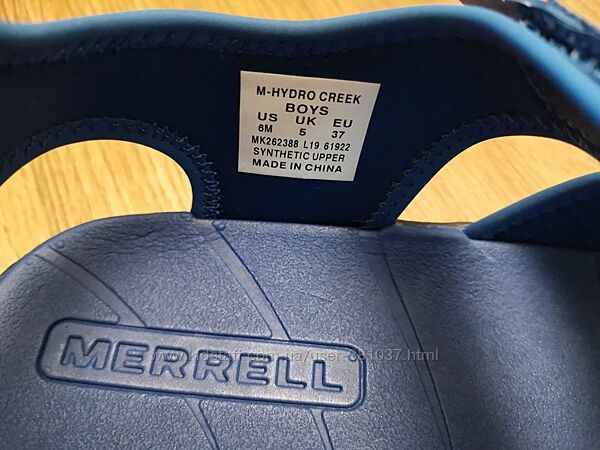 M-HYDRO CREEK
BOYS
US UK EU
6M 5 37
MK262388 L19 61922
SYNTHETIC UPPER
MADE IN CHINA
MERRELL